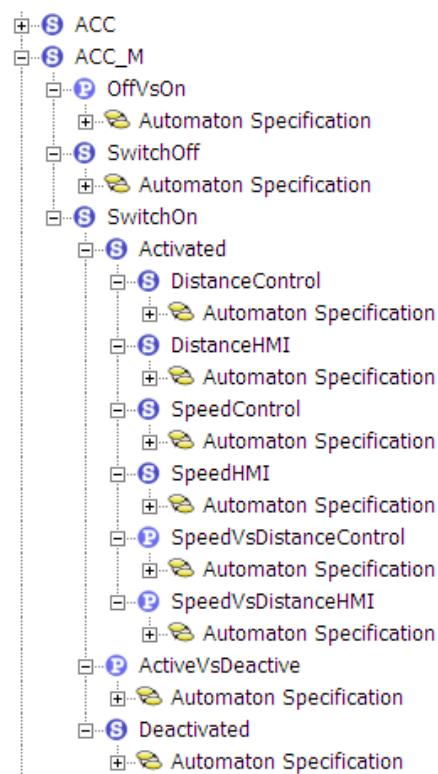 S ACC
S ACC_M
P OffVsOn
Automaton Specification
S SwitchOff
Automaton Specification
S SwitchOn
S Activated
S DistanceControl
Automaton Specification
S DistanceHMI
Automaton Specification
S SpeedControl
Automaton Specification
S SpeedHMI
Automaton Specification
P SpeedVsDistanceControl
Automaton Specification
P SpeedVsDistanceHMI
Automaton Specification
P ActiveVsDeactive
Automaton Specification
S Deactivated
Automaton Specification